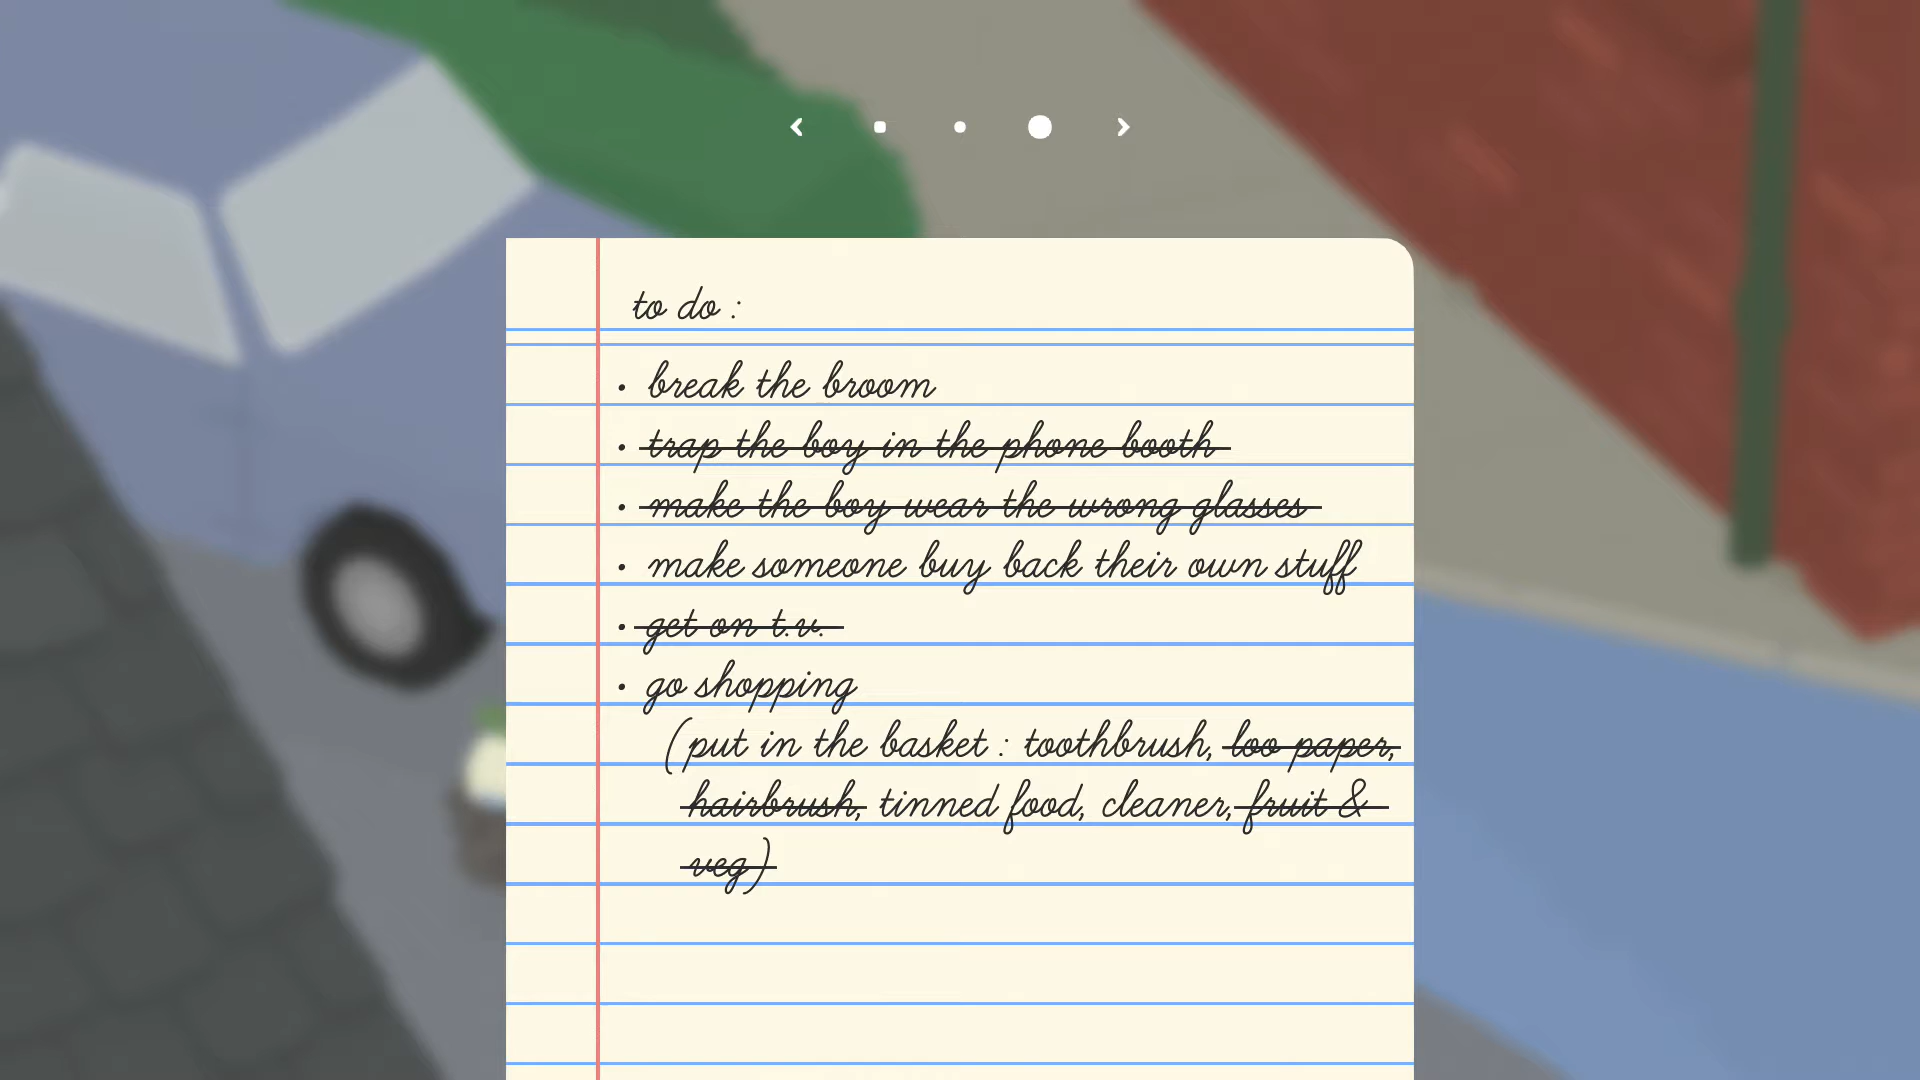 to do :
• break the broom
• trap the boy in the phone booth
• make the boy wear the wrong glasses
• make someone buy back their own stuff
• get on t.v.
• go shopping
(put in the basket : toothbrush, loo paper,
hairbrush, tinned food, cleaner, fruit &
veg)